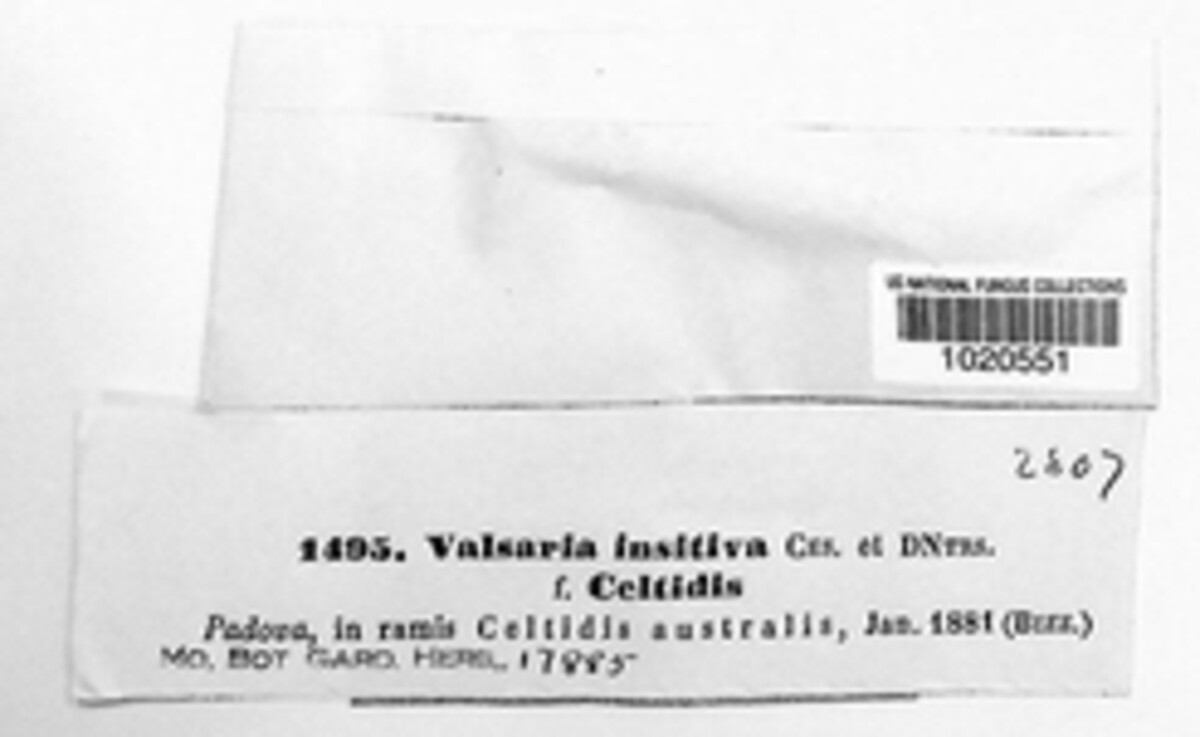 US NATIONAL FUNGUS COLLECTIONS
1020551
2807
1495. Valsaria insitiva Ces. et DNtrs.
f. Celtidis
Padova, in ramis Celtidis australis, Jan. 1881 (Bizz.)
MO. BOT GARD. HERB., 17885